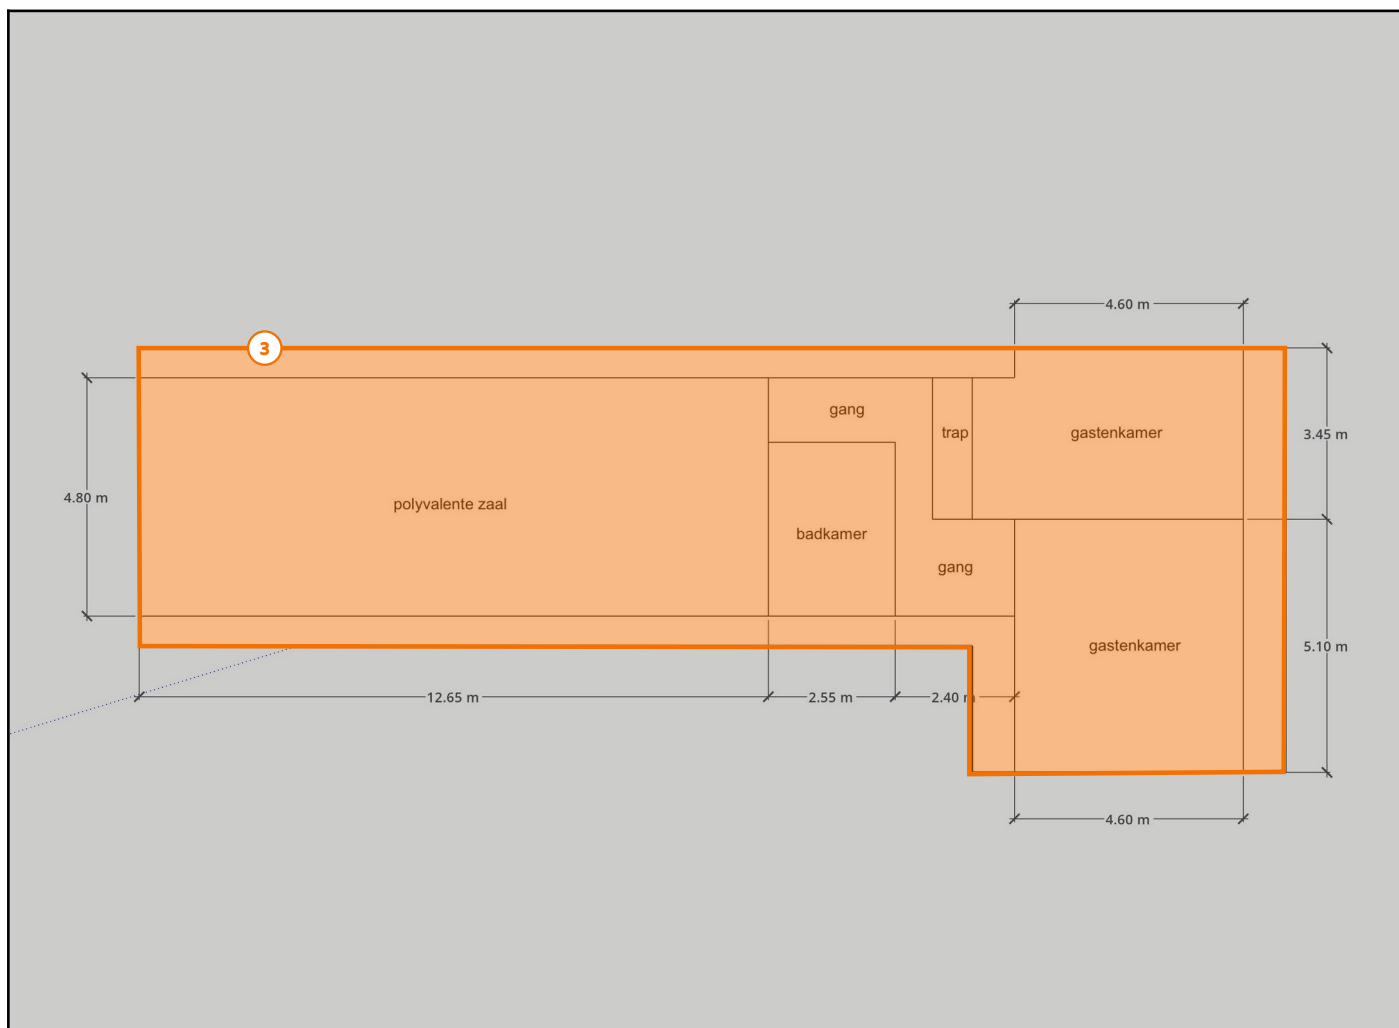 4.60 m
3
gang
trap
gastenkamer
3.45 m
4.80 m
polyvalente zaal
badkamer
gang
gastenkamer
5.10 m
12.65 m
2.55 m
2.40 m
4.60 m